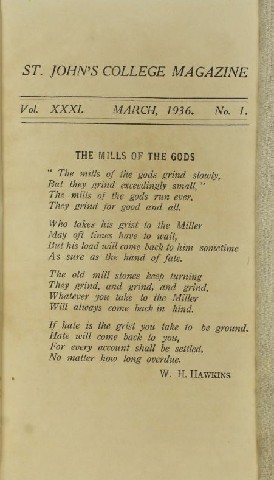 ST. JOHN'S COLLEGE MAGAZINE
Vol. XXXI. MARCH, 1936. No. 1.
THE MILLS OF THE GODS
" The mills of the gods grind slowly,
But they grind exceedingly small."
The mills of the gods run ever,
They grind for good and all.
Who takes his grist to the Miller
May oft times have to wait,
But his load will come back to him sometime
As sure as the hand of fate.
The old mill stones keep turning
They grind, and grind, and grind,
Whatever you take to the Miller
Will always come back in kind.
If hate is the grist you take to be ground,
Hate will come back to you,
For every account shall be settled,
No matter how long overdue.
W. H. HAWKINS